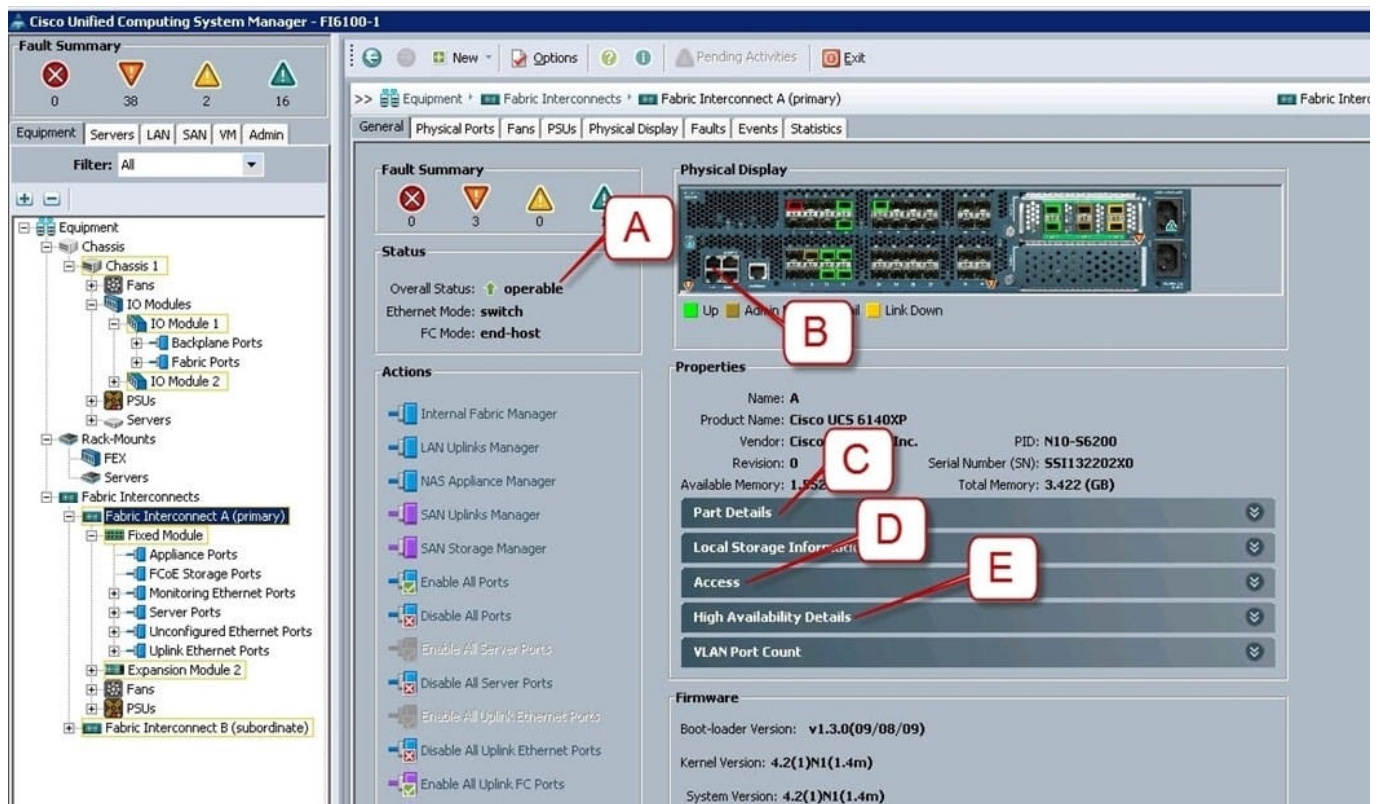 Cisco Unified Computing System Manager - FI6100-1
Fault Summary
0 38 2 16
Equipment Servers LAN SAN VM Admin
Filter: All
Equipment
Chassis
Chassis 1
Fans
IO Modules
IO Module 1
Backplane Ports
Fabric Ports
IO Module 2
PSUs
Servers
Rack-Mounts
FEX
Servers
Fabric Interconnects
Fabric Interconnect A (primary)
Fixed Module
Appliance Ports
FCoE Storage Ports
Monitoring Ethernet Ports
Server Ports
Unconfigured Ethernet Ports
Uplink Ethernet Ports
Expansion Module 2
Fans
PSUs
Fabric Interconnect B (subordinate)
New Options Pending Activities Exit
>> Equipment Fabric Interconnects Fabric Interconnect A (primary) Fabric Interc
General Physical Ports Fans PSUs Physical Display Faults Events Statistics
Fault Summary
0 3 0
A
Status
Overall Status: operable
Ethernet Mode: switch
FC Mode: end-host
Actions
Internal Fabric Manager
LAN Uplinks Manager
NAS Appliance Manager
SAN Uplinks Manager
SAN Storage Manager
Enable All Ports
Disable All Ports
Enable All Server Ports
Disable All Server Ports
Enable All Uplink Ethernet Ports
Disable All Uplink Ethernet Ports
Enable All Uplink FC Ports
Physical Display
Up Admin Link Down
B
Properties
Name: A
Product Name: Cisco UCS 6140XP
Vendor: Cisco Inc. PID: N10-S6200
Revision: 0 Serial Number (SN): SSI132202X0
Available Memory: Total Memory: 3.422 (GB)
C
Part Details
D
Local Storage
E
Access
High Availability Details
VLAN Port Count
Firmware
Boot-loader Version: v1.3.0(09/08/09)
Kernel Version: 4.2(1)N1(1.4m)
System Version: 4.2(1)N1(1.4m)